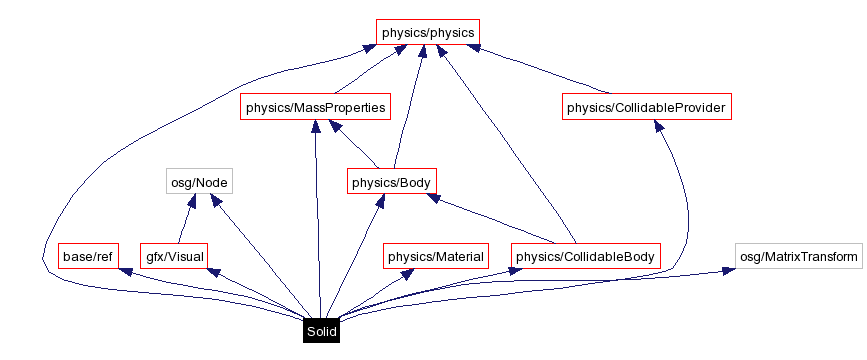 physics/physics
physics/MassProperties
physics/CollidableProvider
osg/Node
physics/Body
base/ref
gfx/Visual
physics/Material
physics/CollidableBody
osg/MatrixTransform
Solid